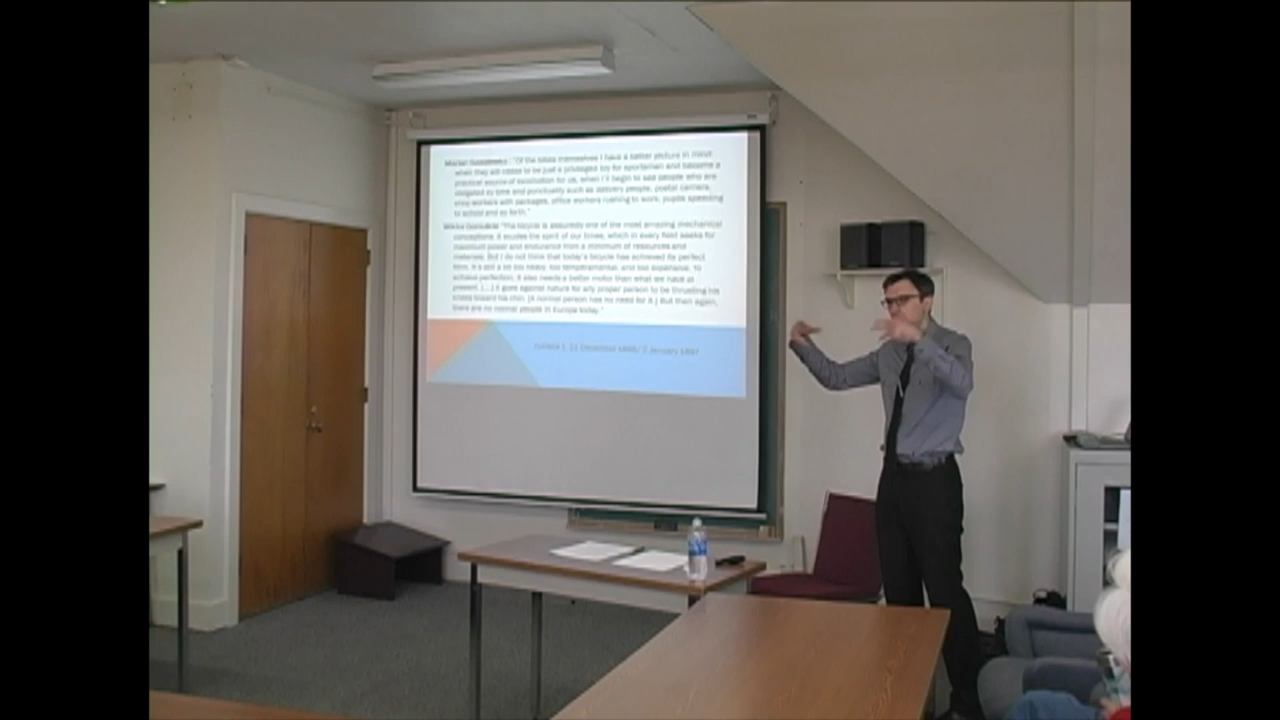 "Of the bikes themselves I have a better picture in mind:
when they will cease to be just a privileged toy for sportsmen and become a
practical source of locomotion for us, when I'll begin to see people who are
obligated by time and punctuality such as delivery people, postal carriers,
shop workers with packages, office workers rushing to work, pupils speeding
to school and so forth."
"The bicycle is assuredly one of the most amazing mechanical
conceptions. It exudes the spirit of our times, which in every field seeks for
maximum power and endurance from a minimum of resources and
materials. But I do not think that today's bicycle has achieved its perfect
form. It's still a bit too heavy, too temperamental, and too expensive. To
achieve perfection, it also needs a better motor than what we have at
present. [...] It goes against nature for any proper person to be thrusting his
knees toward his chin. [A normal person has no need for it.] But then again,
there are no normal people in Europe today."
1, 21 December 1896/ 2 January 1897